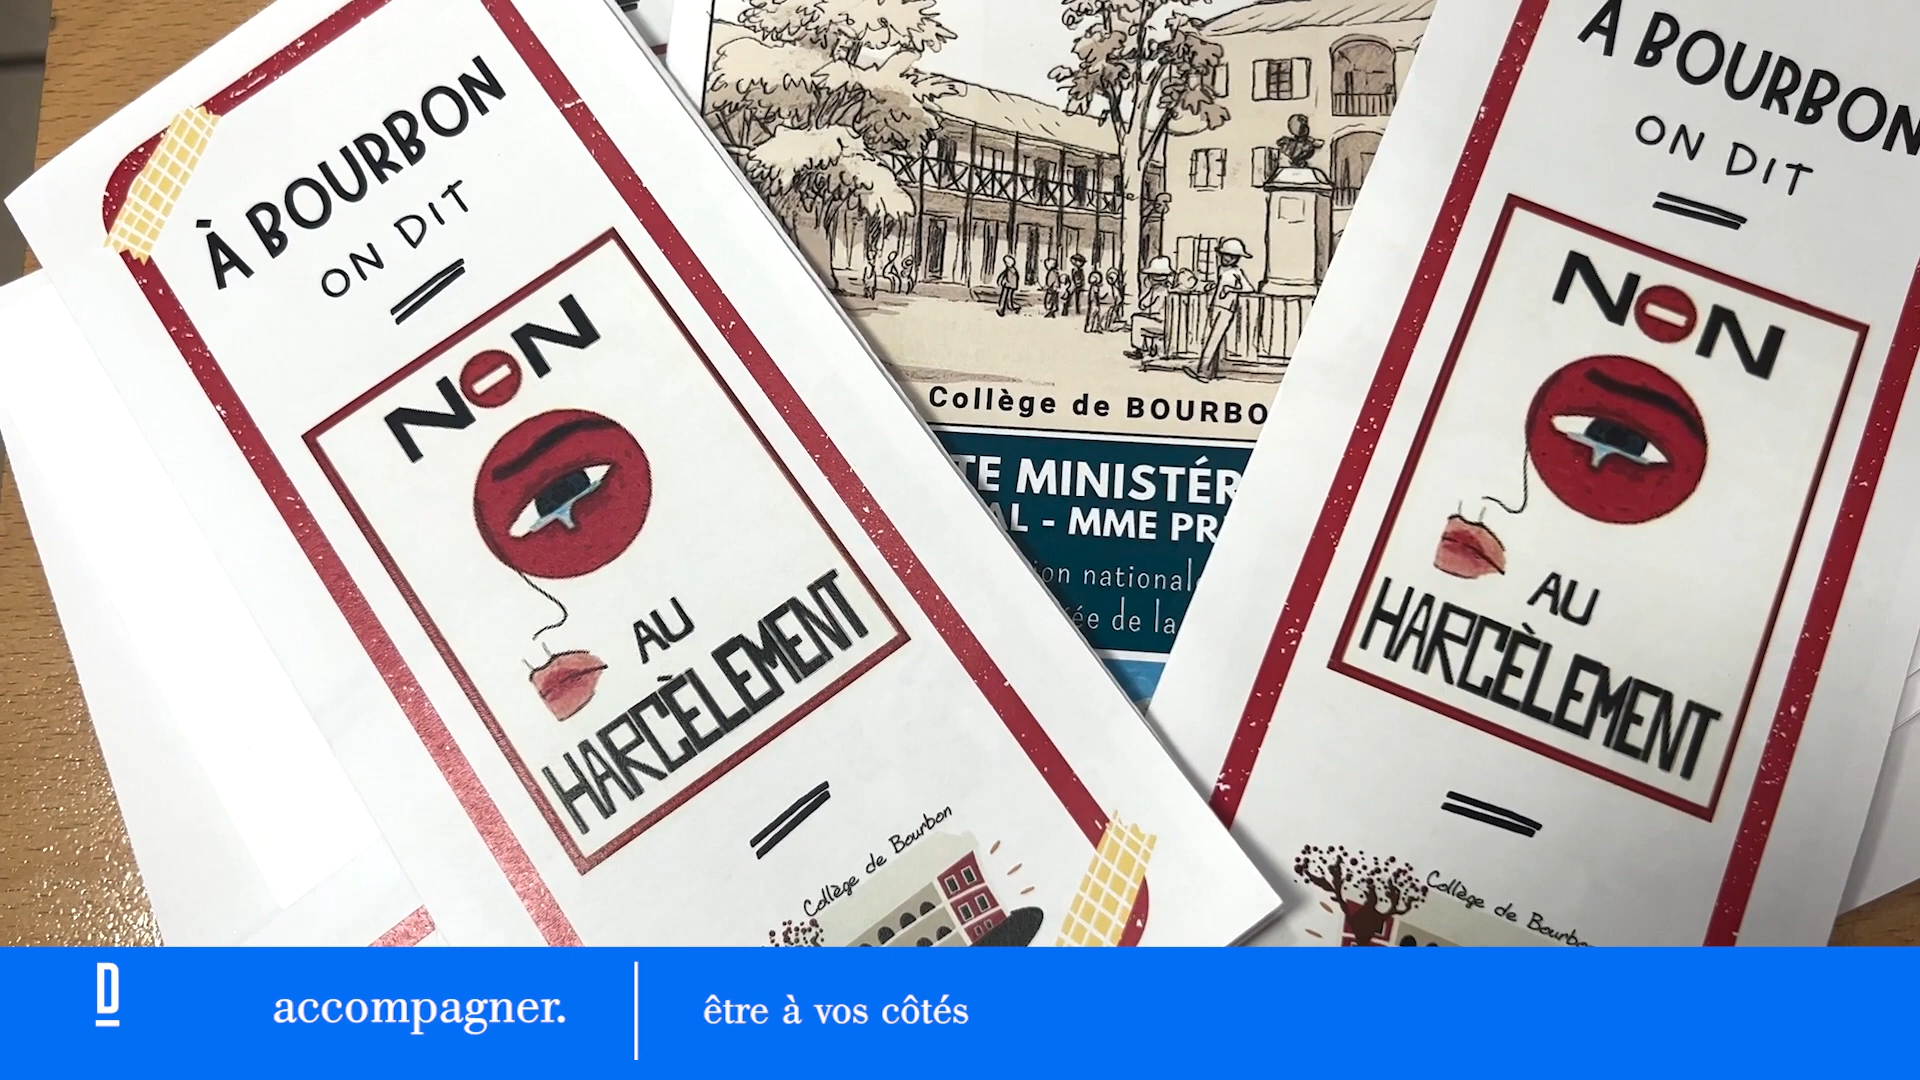 À BOURBON
ON DIT
NON
AU
HARCÈLEMENT
Collège de Bourbon
Collège de BOURBO
TE MINISTÉR
AL - MME PR
ion national
ée de la
À BOURBON
ON DIT
NON
AU
HARCÈLEMENT
Collège de Bourbon
D
accompagner.
être à vos côtés